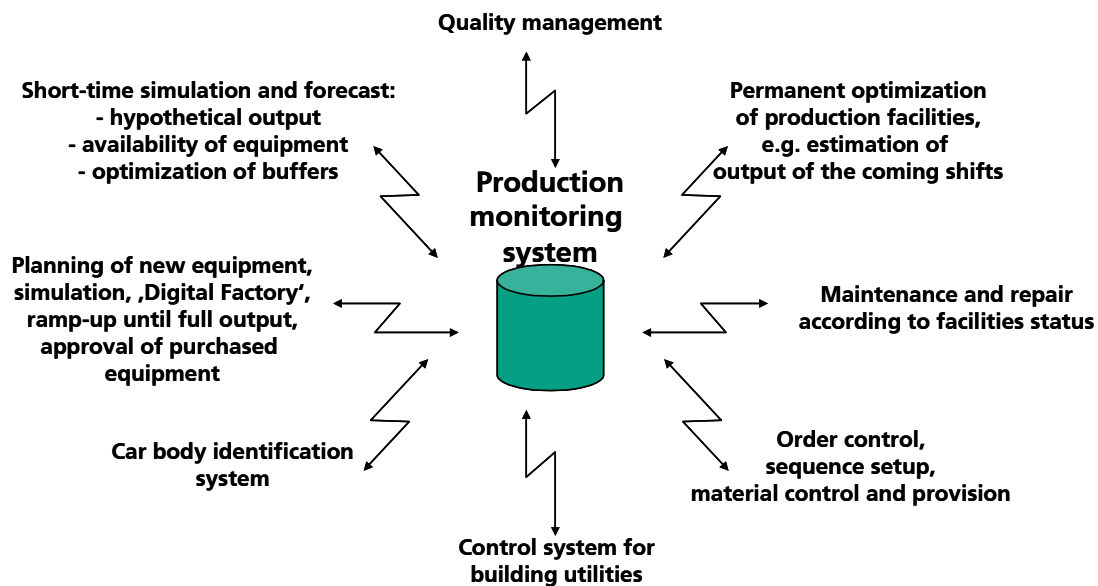 Quality management
Short-time simulation and forecast:
- hypothetical output
- availability of equipment
- optimization of buffers
Permanent optimization
of production facilities,
e.g. estimation of
output of the coming shifts
Production
monitoring
system
Planning of new equipment,
simulation, ‚Digital Factory‘,
ramp-up until full output,
approval of purchased
equipment
Maintenance and repair
according to facilities status
Car body identification
system
Order control,
sequence setup,
material control and provision
Control system for
building utilities